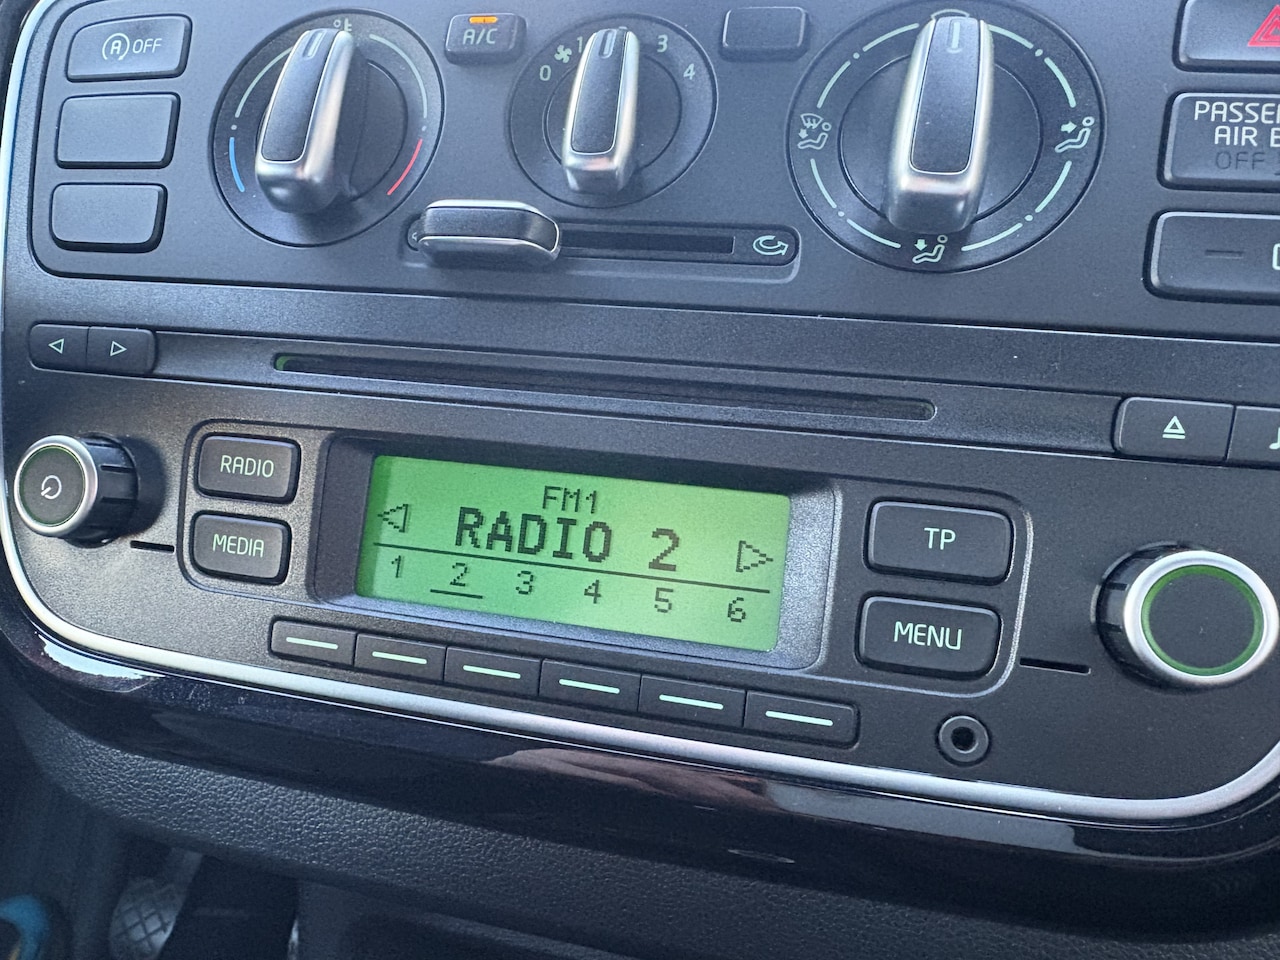 (A) OFF
°C
A/C
0 1 3 4
PASSE
AIR B
OFF
RADIO
MEDIA
FM1
RADIO 2
1 2 3 4 5 6
TP
MENU